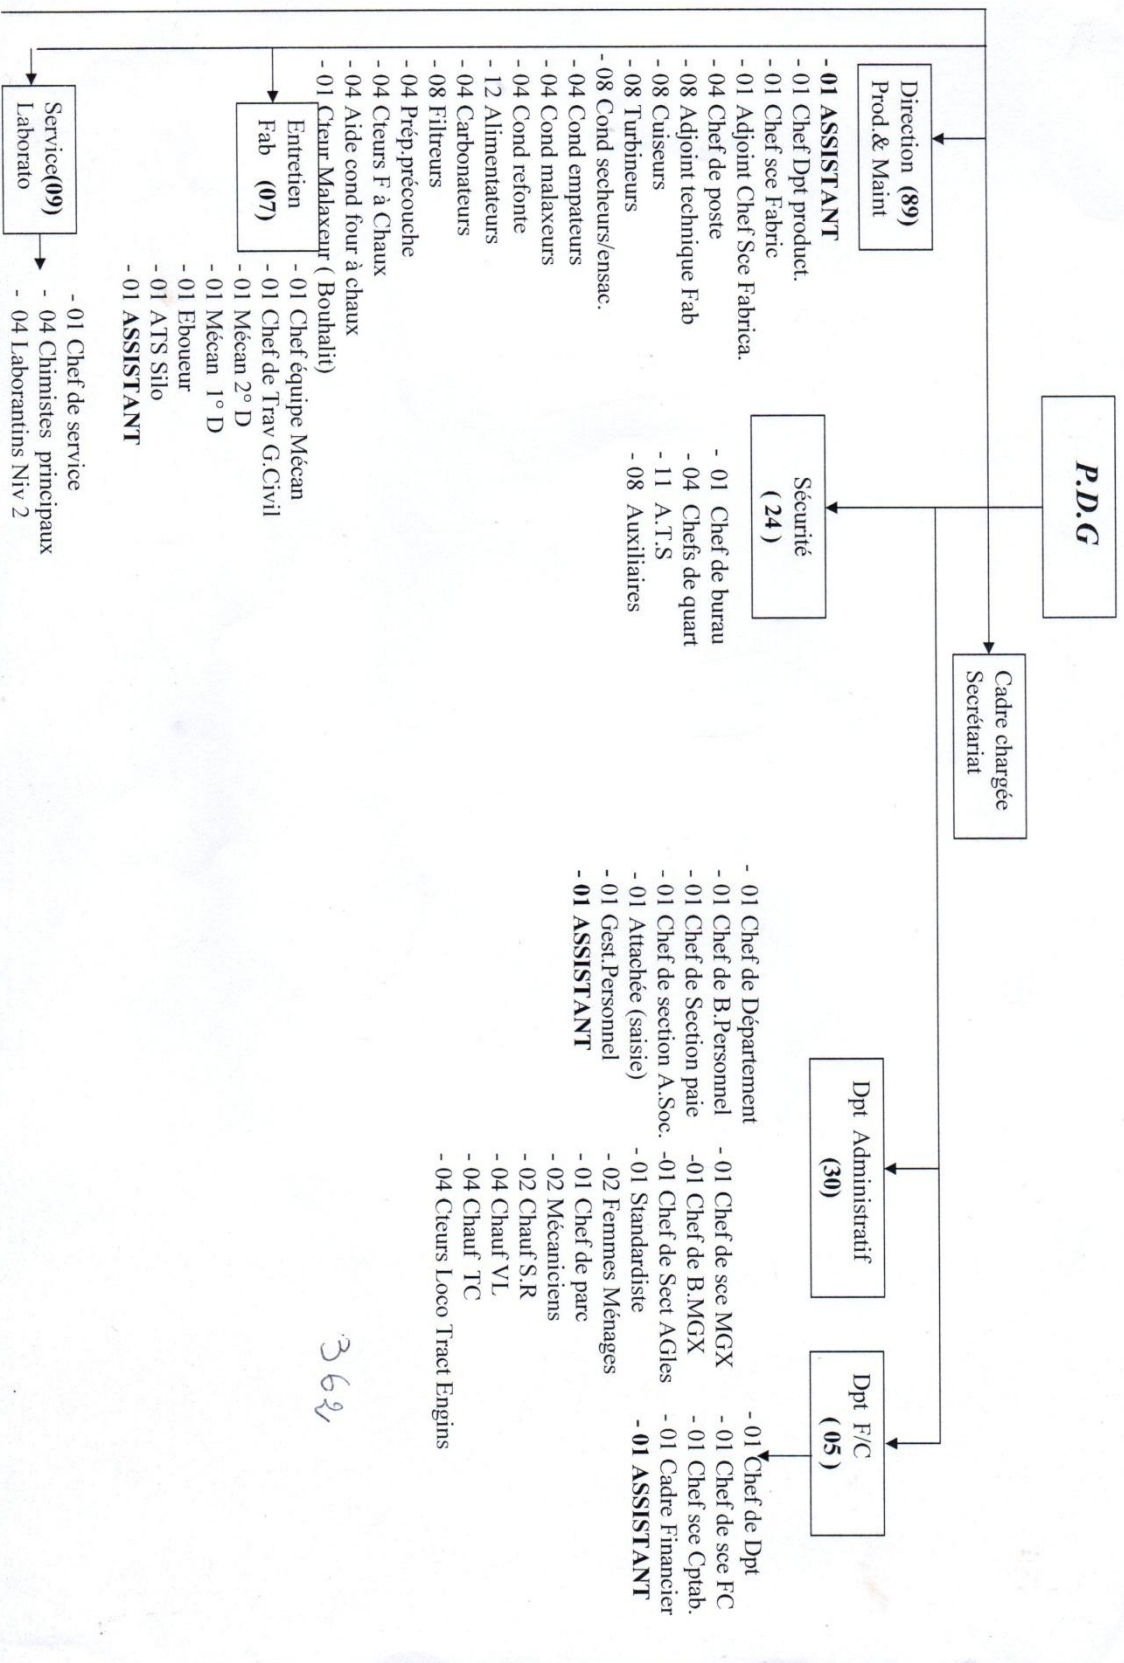 P.D.G
Cadre chargée
Secrétariat
Direction (89)
Prod.& Maint
- 01 ASSISTANT
- 01 Chef Dpt product.
- 01 Chef sce Fabric
- 01 Adjoint Chef Sce Fabrica.
- 04 Chef de poste
- 08 Adjoint technique Fab
- 08 Cuiseurs
- 08 Turbineurs
- 08 Cond secheurs/ensac.
- 04 Cond empateurs
- 04 Cond malaxeurs
- 04 Cond refonte
- 12 Alimentateurs
- 04 Carbonateurs
- 08 Filtreurs
- 04 Prép.précouche
- 04 Cteurs F à Chaux
- 04 Aide cond four à chaux
- 01 Cteur Malaxeur ( Bouhalit)
Sécurité
( 24 )
- 01 Chef de burau
- 04 Chefs de quart
- 11 A.T.S
- 08 Auxiliaires
Dpt Administratif
(30)
- 01 Chef de Département
- 01 Chef de B.Personnel
- 01 Chef de Section paie
- 01 Chef de section A.Soc.
- 01 Attachée (saisie)
- 01 Gest.Personnel
- 01 ASSISTANT
- 01 Chef de sce MGX
-01 Chef de B.MGX
-01 Chef de Sect AGles
- 01 Standardiste
- 02 Femmes Ménages
- 01 Chef de parc
- 02 Mécaniciens
- 02 Chauf S.R
- 04 Chauf VL
- 04 Chauf TC
- 04 Cteurs Loco Tract Engins
Dpt F/C
( 05 )
- 01 Chef de Dpt
- 01 Chef de sce FC
- 01 Chef sce Cptab.
- 01 Cadre Financier
- 01 ASSISTANT
Entretien
Fab (07)
- 01 Chef équipe Mécan
- 01 Chef de Trav G.Civil
- 01 Mécan 2° D
- 01 Mécan 1° D
- 01 Eboueur
- 01 ATS Silo
- 01 ASSISTANT
Service(09)
Laborato
- 01 Chef de service
- 04 Chimistes principaux
- 04 Laborantins Niv 2
362